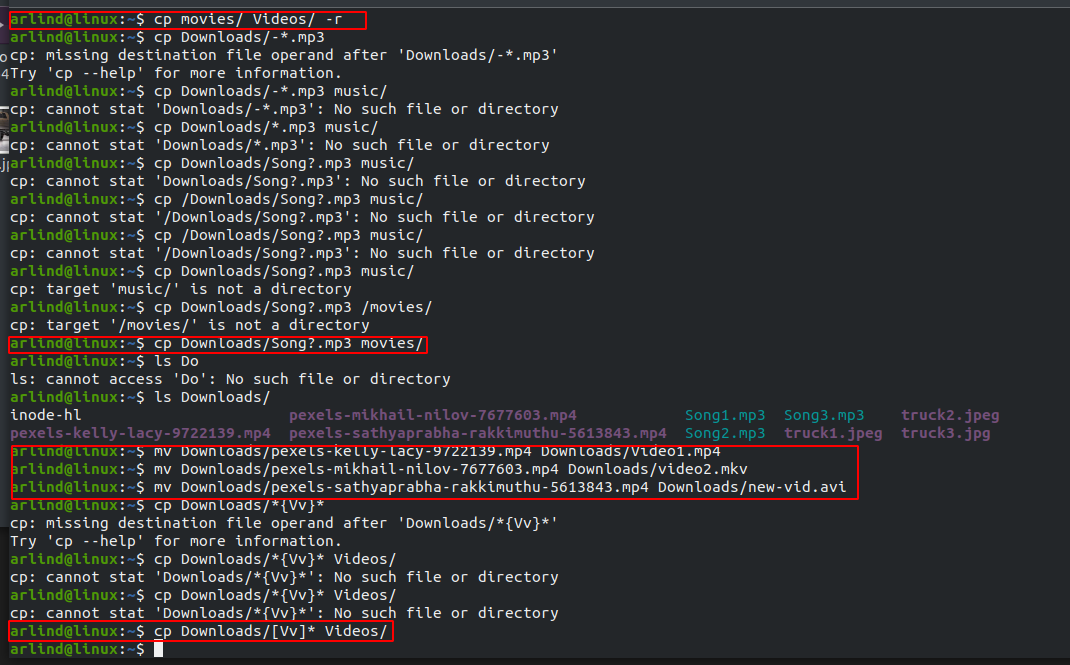 arlind@linux:~$ cp movies/ Videos/ -r
arlind@linux:~$ cp Downloads/-*.mp3
cp: missing destination file operand after 'Downloads/-*.mp3'
Try 'cp --help' for more information.
arlind@linux:~$ cp Downloads/-*.mp3 music/
cp: cannot stat 'Downloads/-*.mp3': No such file or directory
arlind@linux:~$ cp Downloads/*.mp3 music/
cp: cannot stat 'Downloads/*.mp3': No such file or directory
arlind@linux:~$ cp Downloads/Song?.mp3 music/
cp: cannot stat 'Downloads/Song?.mp3': No such file or directory
arlind@linux:~$ cp /Downloads/Song?.mp3 music/
cp: cannot stat '/Downloads/Song?.mp3': No such file or directory
arlind@linux:~$ cp /Downloads/Song?.mp3 music/
cp: cannot stat '/Downloads/Song?.mp3': No such file or directory
arlind@linux:~$ cp Downloads/Song?.mp3 music/
cp: target 'music/' is not a directory
arlind@linux:~$ cp Downloads/Song?.mp3 /movies/
cp: target '/movies/' is not a directory
arlind@linux:~$ cp Downloads/Song?.mp3 movies/
arlind@linux:~$ ls Do
ls: cannot access 'Do': No such file or directory
arlind@linux:~$ ls Downloads/
inode-hl pexels-mikhail-nilov-7677603.mp4 Song1.mp3 Song3.mp3 truck2.jpeg
pexels-kelly-lacy-9722139.mp4 pexels-sathyaprabha-rakkimuthu-5613843.mp4 Song2.mp3 truck1.jpeg truck3.jpg
arlind@linux:~$ mv Downloads/pexels-kelly-lacy-9722139.mp4 Downloads/Video1.mp4
arlind@linux:~$ mv Downloads/pexels-mikhail-nilov-7677603.mp4 Downloads/video2.mkv
arlind@linux:~$ mv Downloads/pexels-sathyaprabha-rakkimuthu-5613843.mp4 Downloads/new-vid.avi
arlind@linux:~$ cp Downloads/*{Vv}*
cp: missing destination file operand after 'Downloads/*{Vv}*'
Try 'cp --help' for more information.
arlind@linux:~$ cp Downloads/*{Vv}* Videos/
cp: cannot stat 'Downloads/*{Vv}*': No such file or directory
arlind@linux:~$ cp Downloads/*{Vv}* Videos/
cp: cannot stat 'Downloads/*{Vv}*': No such file or directory
arlind@linux:~$ cp Downloads/[Vv]* Videos/
arlind@linux:~$